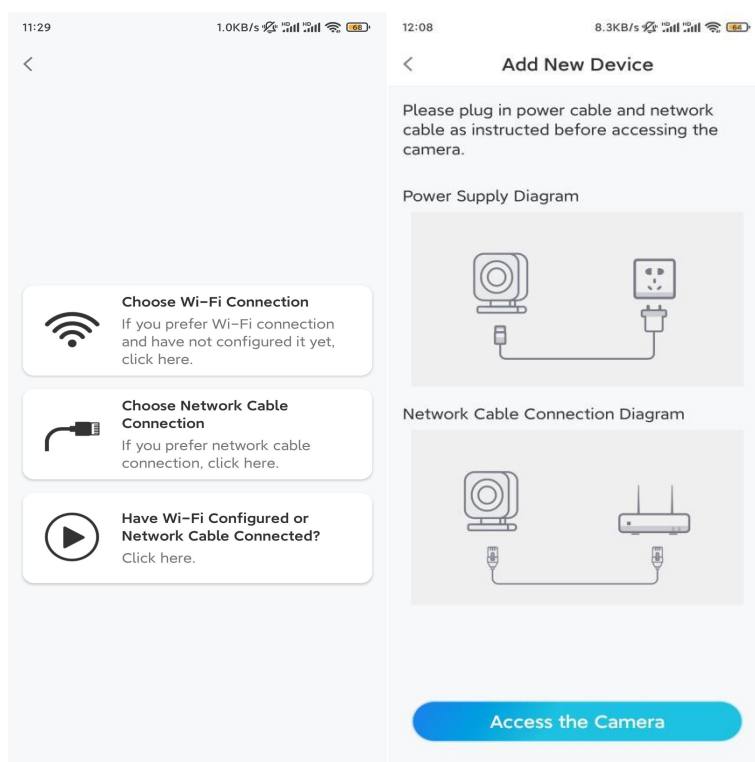 11:29
1.0KB/s HD HD 68
Choose Wi-Fi Connection
If you prefer Wi-Fi connection
and have not configured it yet,
click here.
Choose Network Cable
Connection
If you prefer network cable
connection, click here.
Have Wi-Fi Configured or
Network Cable Connected?
Click here.
12:08
8.3KB/s HD HD 64
Add New Device
Please plug in power cable and network
cable as instructed before accessing the
camera.
Power Supply Diagram
Network Cable Connection Diagram
Access the Camera